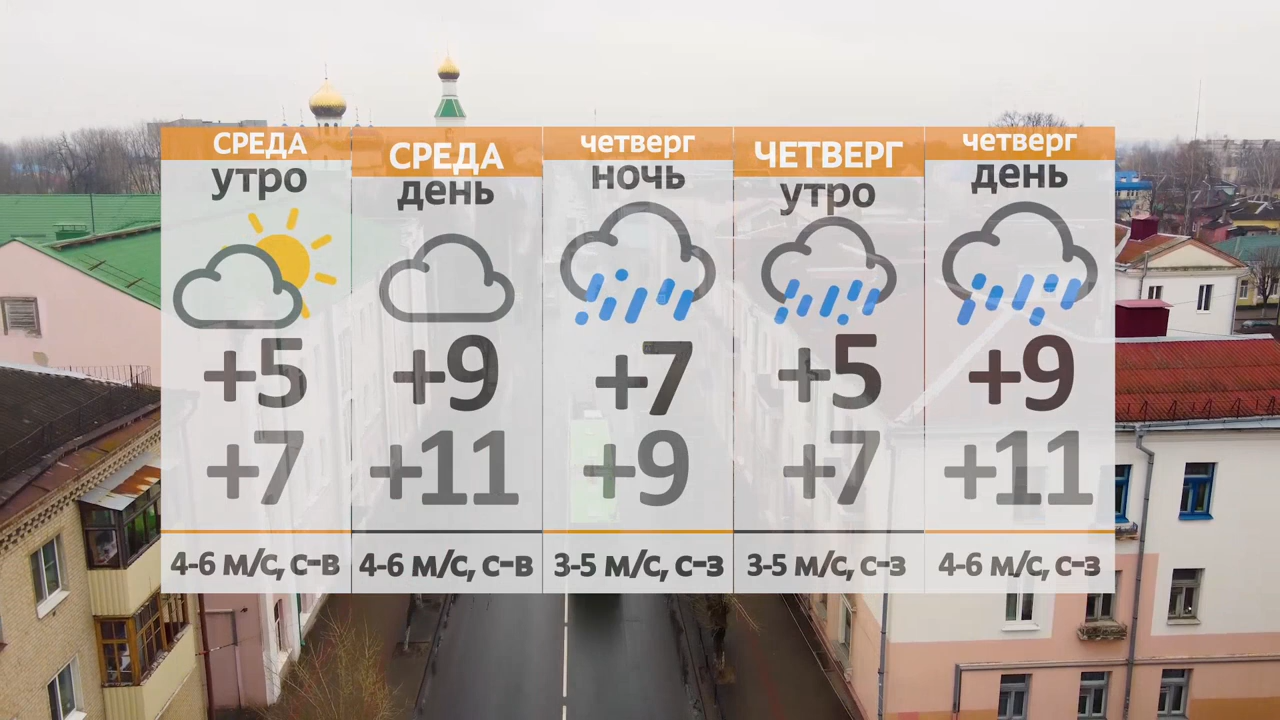 СРЕДА
утро
+5
+7
4-6 м/с, с-в
СРЕДА
день
+9
+11
4-6 м/с, с-в
четверг
ночь
+7
+9
3-5 м/с, с-з
ЧЕТВЕРГ
утро
+5
+7
3-5 м/с, с-з
четверг
день
+9
+11
4-6 м/с, с-з